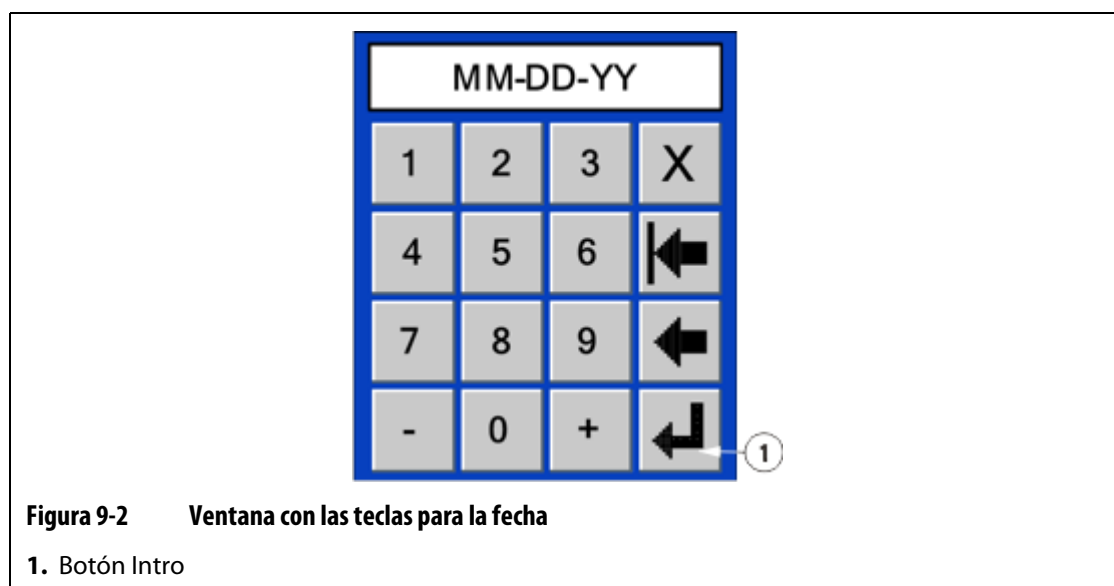 MM-DD-YY
1 2 3 X
4 5 6
7 8 9
- 0 +
1
Figura 9-2 Ventana con las teclas para la fecha
1. Botón Intro